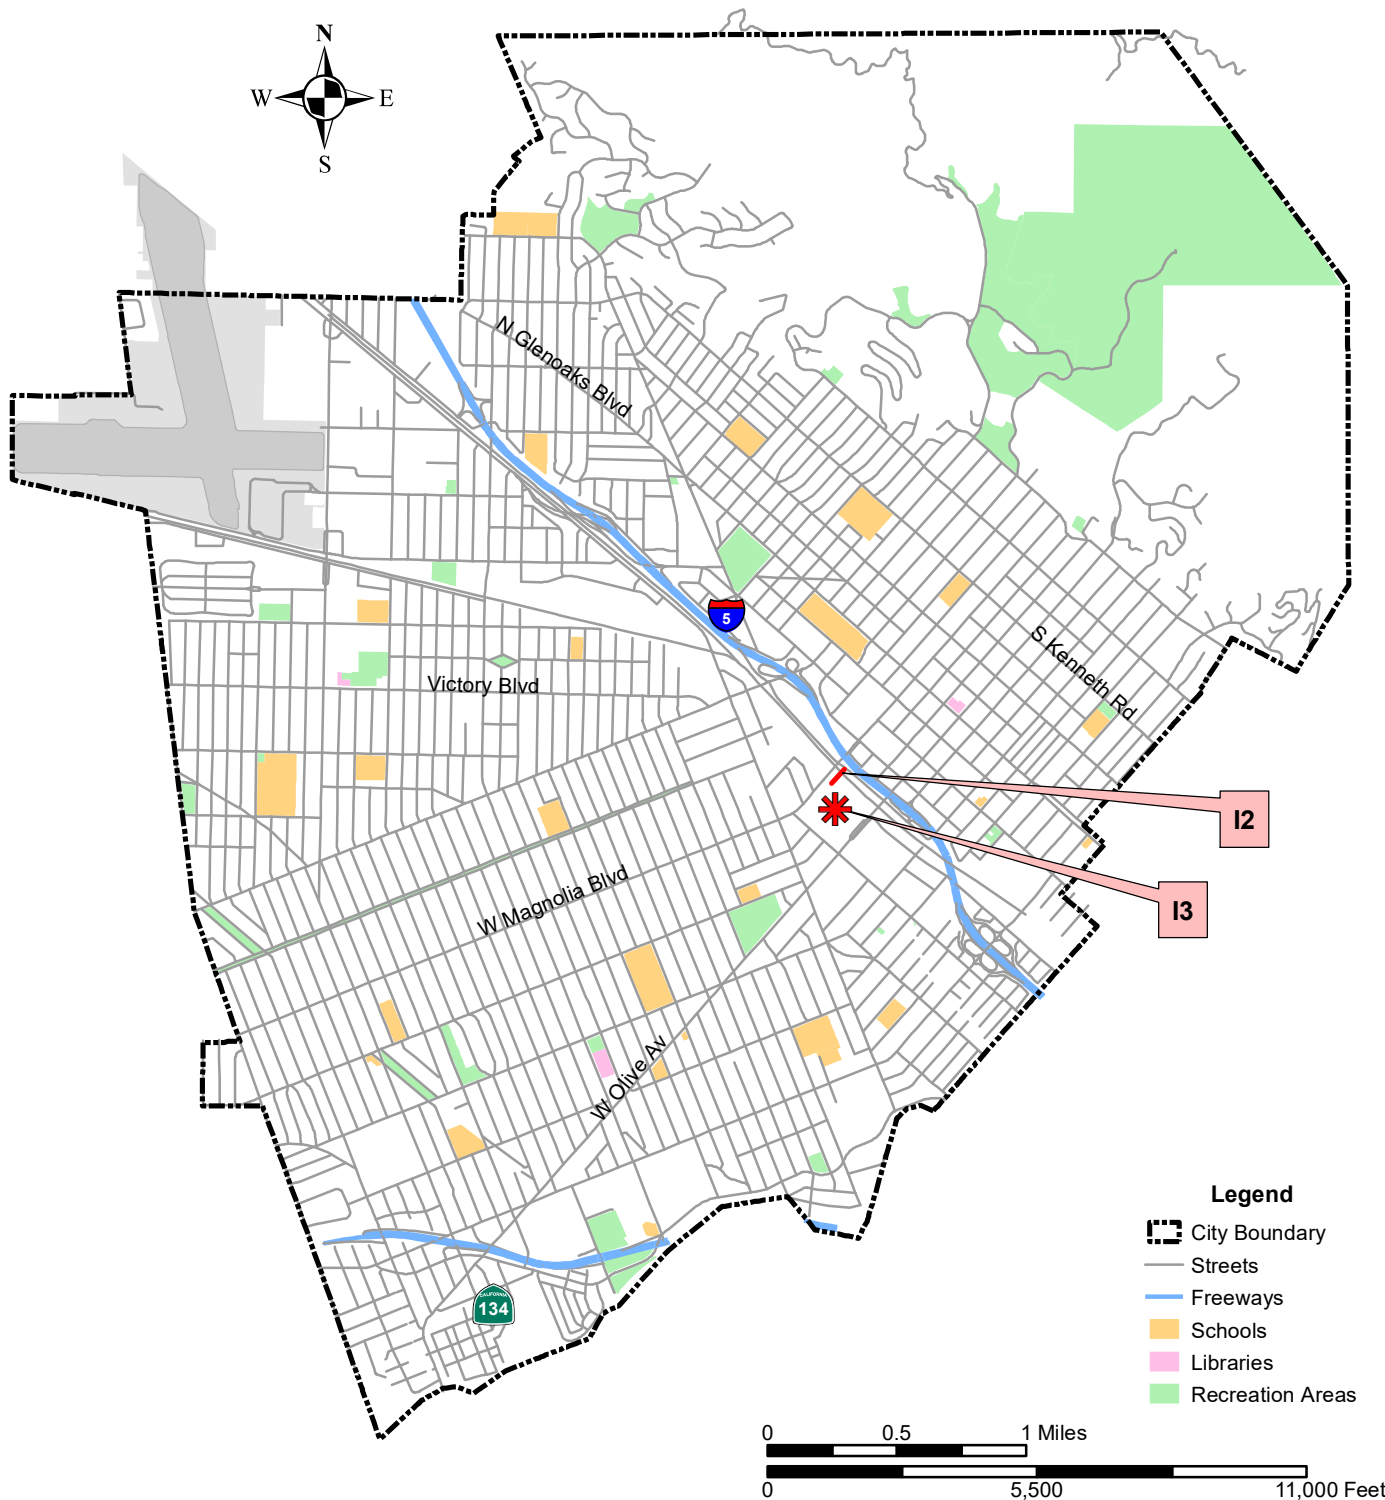 N
W E
S
N Glenoaks Blvd
5
S Kenneth Rd
Victory Blvd
I2
W Magnolia Blvd
I3
W Olive Av
Legend
City Boundary
Streets
Freeways
CALIFORNIA
134
Schools
Libraries
Recreation Areas
0 0.5 1 Miles
0 5,500 11,000 Feet